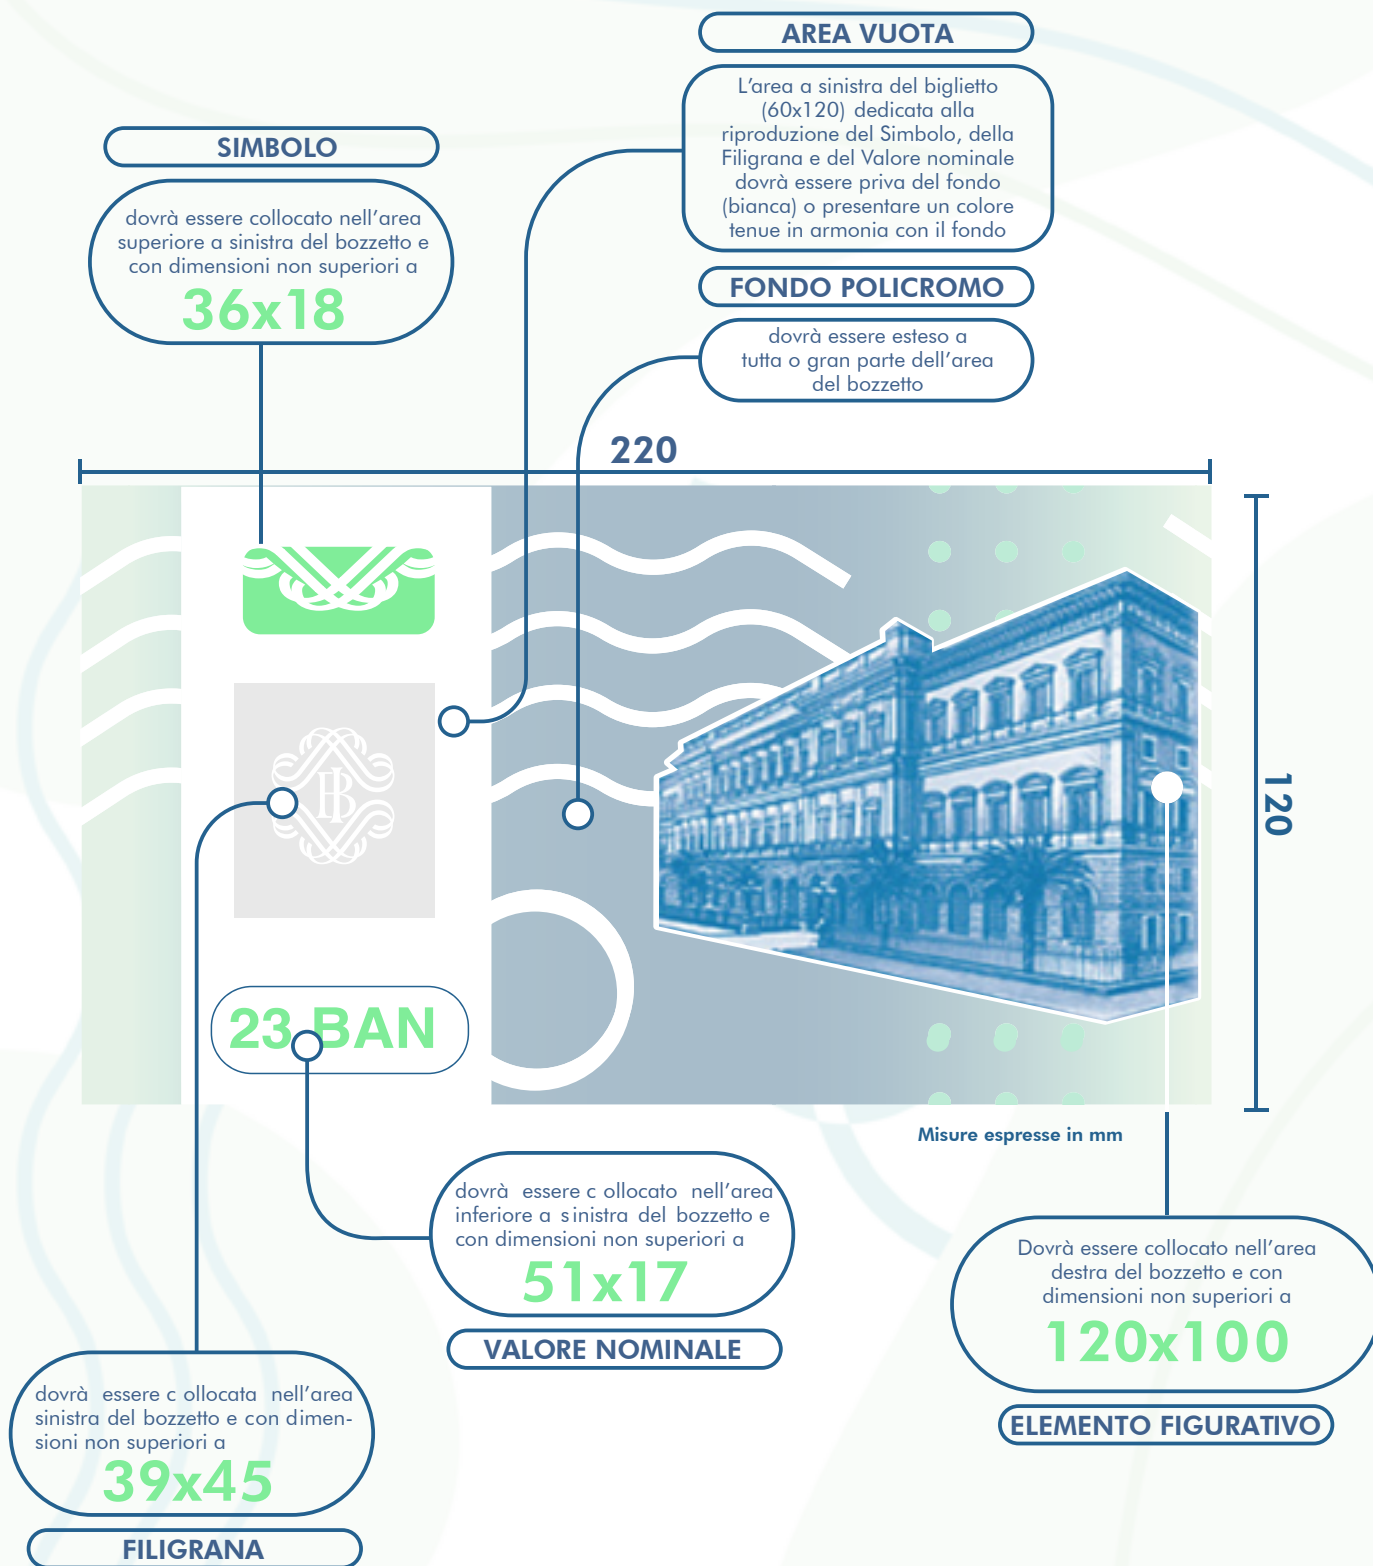 AREA VUOTA
L'area a sinistra del biglietto
(60x120) dedicata alla
riproduzione del Simbolo, della
Filigrana e del Valore nominale
dovrà essere priva del fondo
(bianca) o presentare un colore
tenue in armonia con il fondo
SIMBOLO
dovrà essere collocato nell'area
superiore a sinistra del bozzetto e
con dimensioni non superiori a
36x18
FONDO POLICROMO
dovrà essere esteso a
tutta o gran parte dell'area
del bozzetto
220
120
BI
23 BAN
Misure espresse in mm
dovrà essere c ollocato nell'area
inferiore a s inistra del bozzetto e
con dimensioni non superiori a
51x17
VALORE NOMINALE
Dovrà essere collocato nell'area
destra del bozzetto e con
dimensioni non superiori a
120x100
ELEMENTO FIGURATIVO
dovrà essere c ollocata nell'area
sinistra del bozzetto e con dimen-
sioni non superiori a
39x45
FILIGRANA